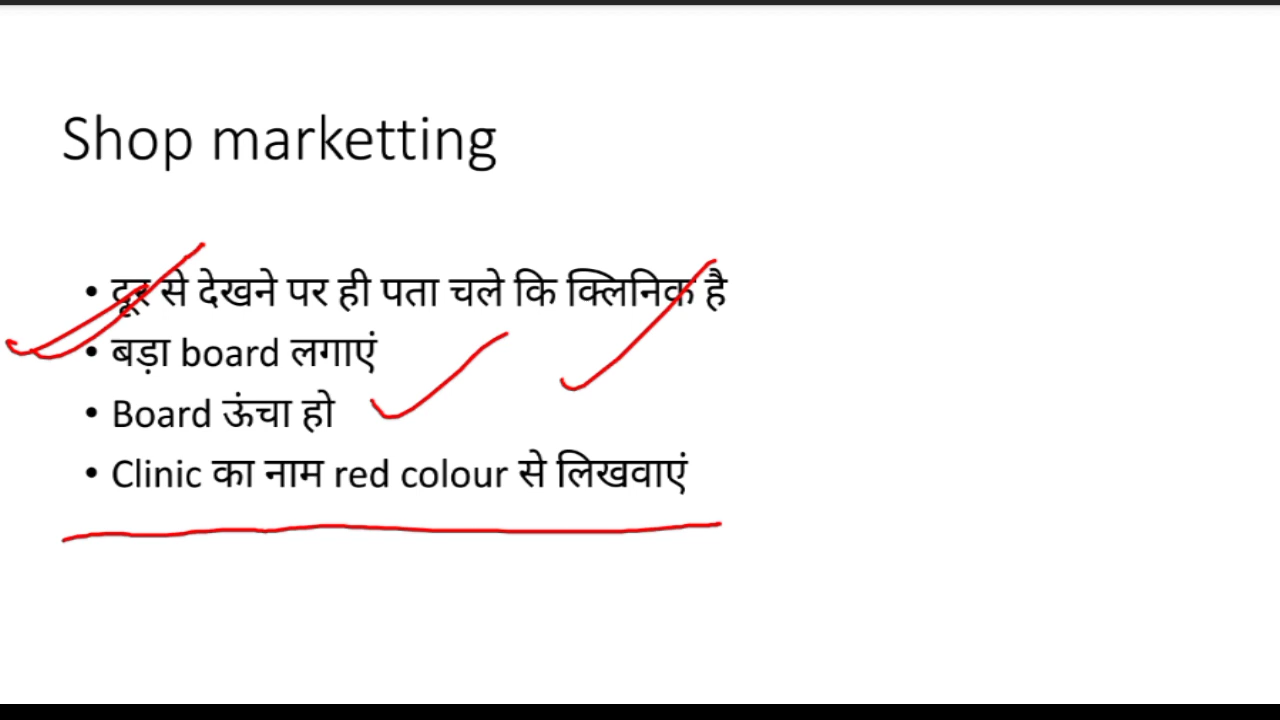 Shop marketting
• दूर से देखने पर ही पता चले कि क्लिनिक है
• बड़ा board लगाएं
• Board ऊंचा हो
• Clinic का नाम red colour से लिखवाएं